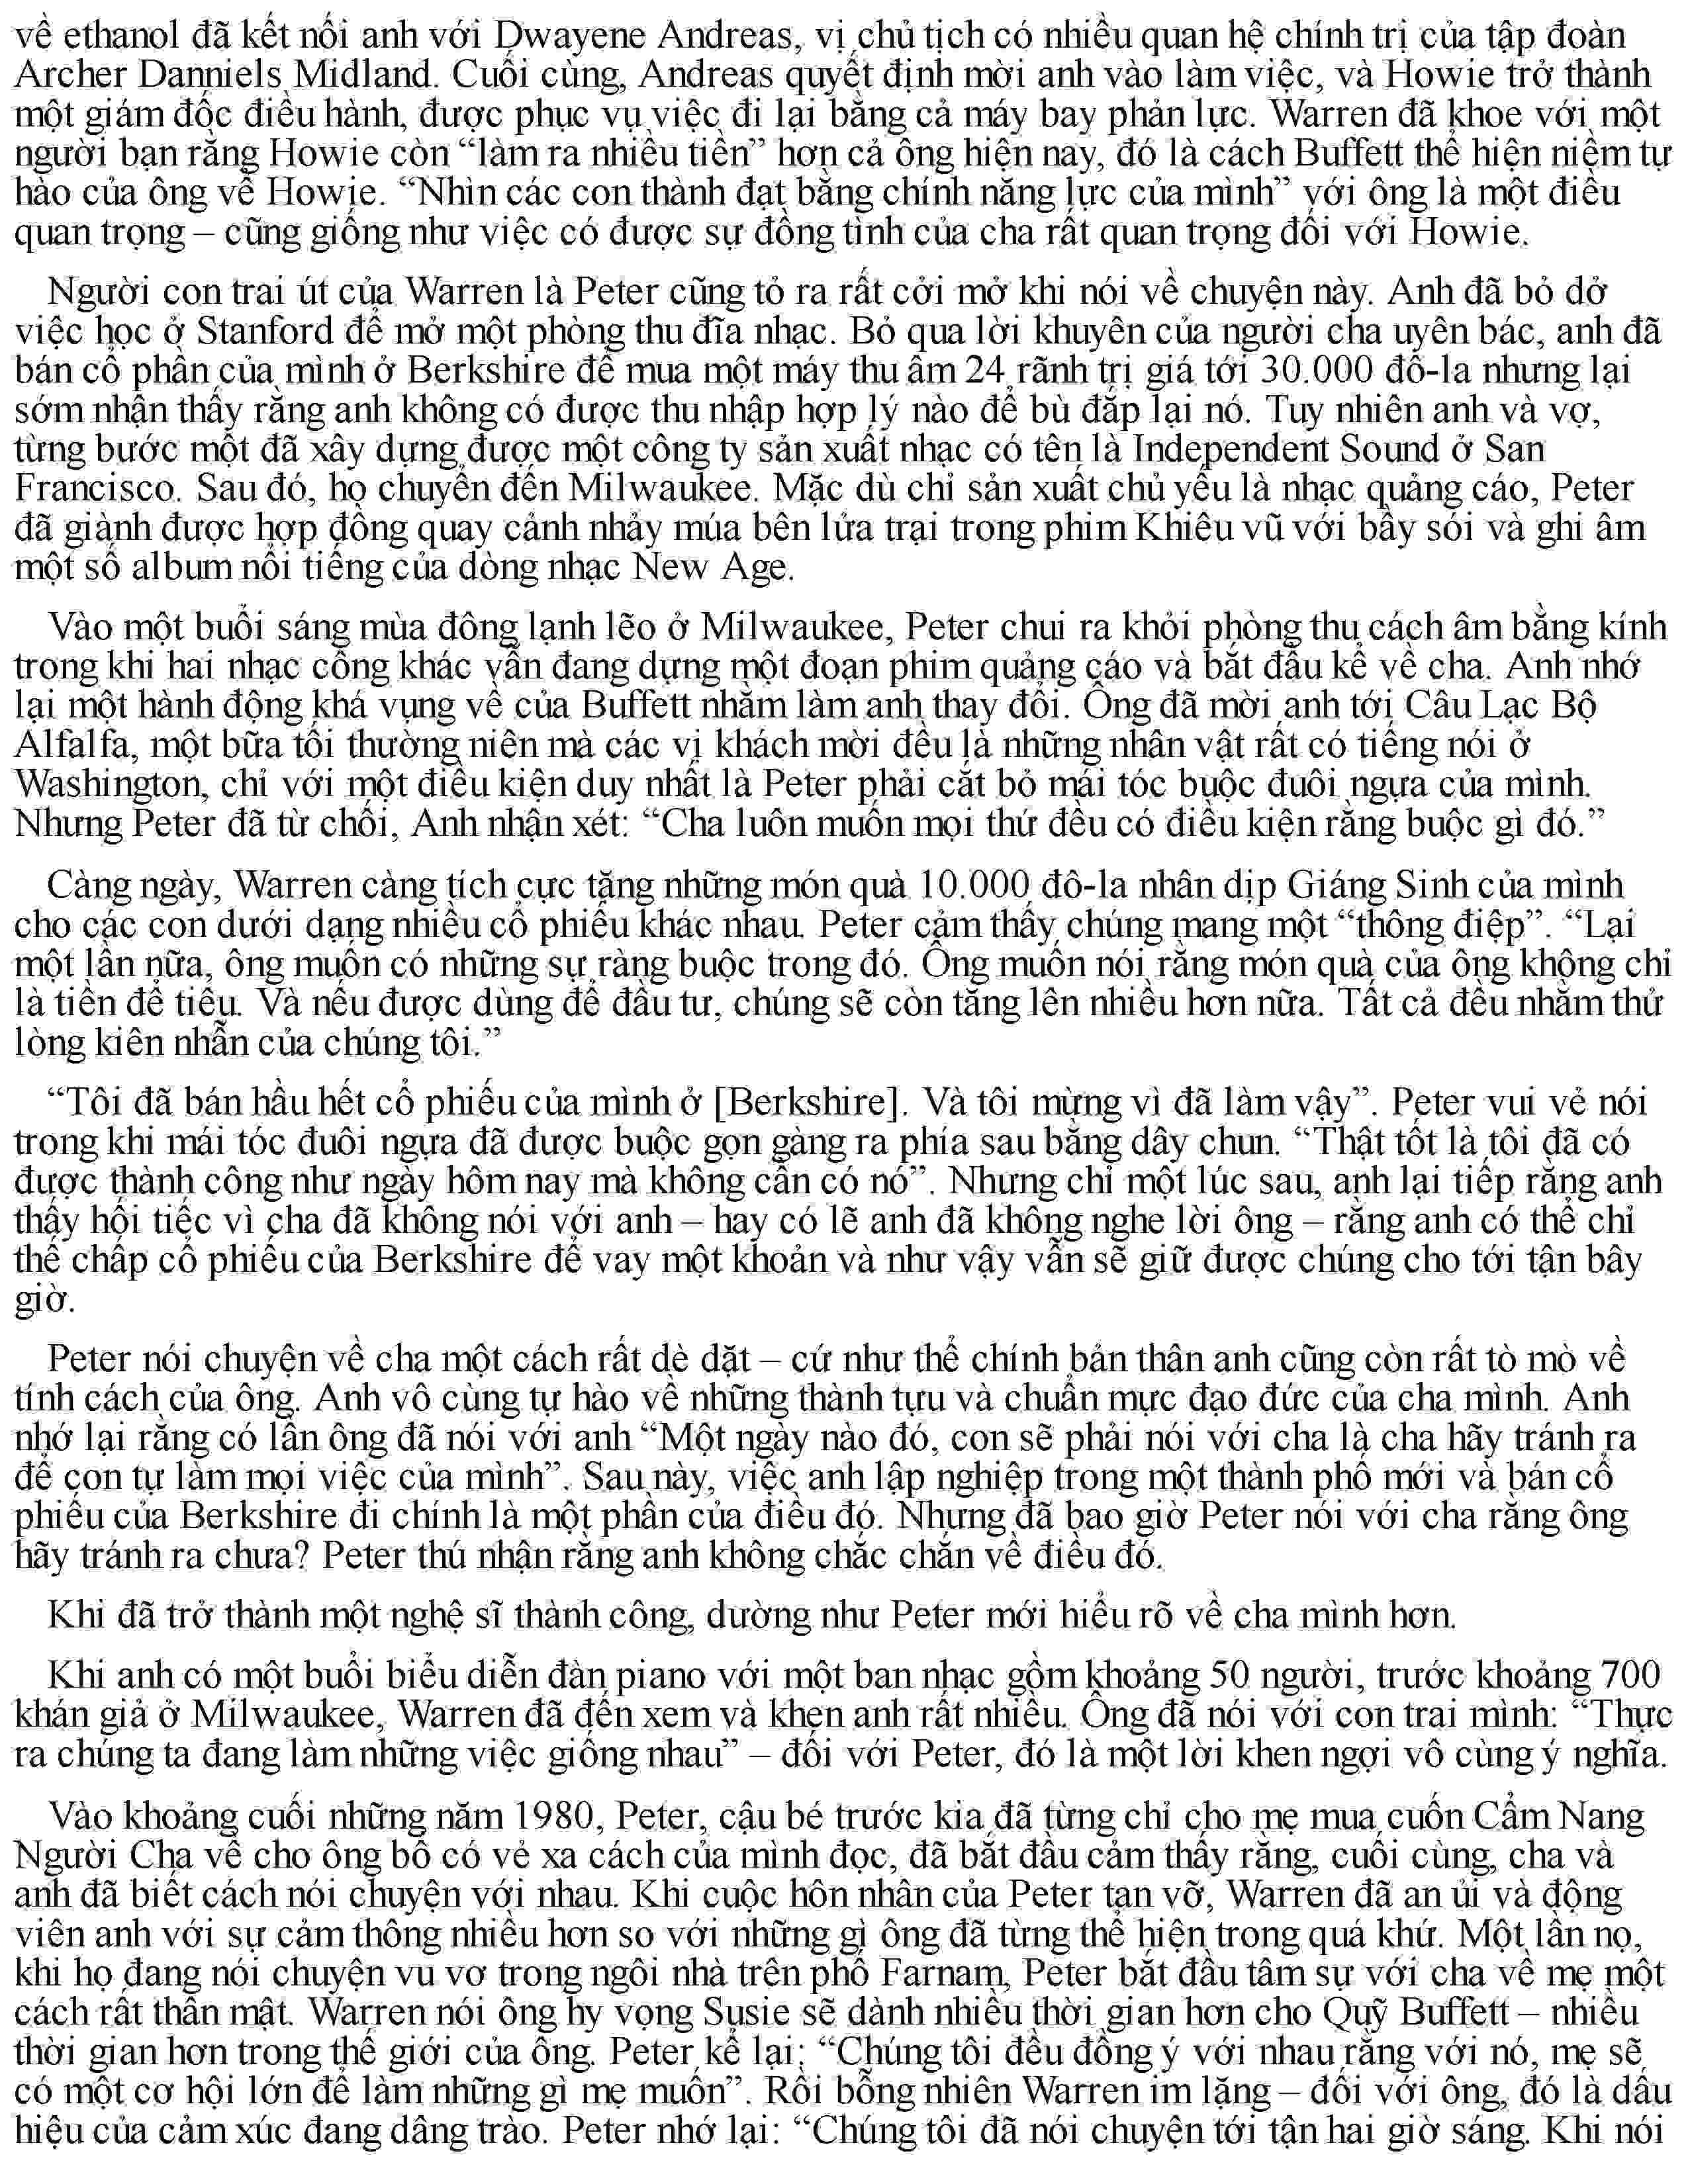 về ethanol đã kết nối anh với Dwayene Andreas, vị chủ tịch có nhiều quan hệ chính trị của tập đoàn
Archer Danniels Midland. Cuối cùng, Andreas quyết định mời anh vào làm việc, và Howie trở thành
một giám đốc điều hành, được phục vụ việc đi lại bằng cả máy bay phản lực. Warren đã khoe với một
người bạn rằng Howie còn “làm ra nhiều tiền” hơn cả ông hiện nay, đó là cách Buffett thể hiện niềm tự
hào của ông về Howie. “Nhìn các con thành đạt bằng chính năng lực của mình” với ông là một điều
quan trọng – cũng giống như việc có được sự đồng tình của cha rất quan trọng đối với Howie.
Người con trai út của Warren là Peter cũng tỏ ra rất cởi mở khi nói về chuyện này. Anh đã bỏ dở
việc học ở Stanford để mở một phòng thu đĩa nhạc. Bỏ qua lời khuyên của người cha uyên bác, anh đã
bán cổ phần của mình ở Berkshire để mua một máy thu âm 24 rãnh trị giá tới 30.000 đô-la nhưng lại
sớm nhận thấy rằng anh không có được thu nhập hợp lý nào để bù đắp lại nó. Tuy nhiên anh và vợ,
từng bước một đã xây dựng được một công ty sản xuất nhạc có tên là Independent Sound ở San
Francisco. Sau đó, họ chuyển đến Milwaukee. Mặc dù chỉ sản xuất chủ yếu là nhạc quảng cáo, Peter
đã giành được hợp đồng quay cảnh nhảy múa bên lửa trại trong phim Khiêu vũ với bầy sói và ghi âm
một số album nổi tiếng của dòng nhạc New Age.
Vào một buổi sáng mùa đông lạnh lẽo ở Milwaukee, Peter chui ra khỏi phòng thu cách âm bằng kính
trong khi hai nhạc công khác vẫn đang dựng một đoạn phim quảng cáo và bắt đầu kể về cha. Anh nhớ
lại một hành động khá vụng về của Buffett nhằm làm anh thay đổi. Ông đã mời anh tới Câu Lạc Bộ
Alfalfa, một bữa tối thường niên mà các vị khách mời đều là những nhân vật rất có tiếng nói ở
Washington, chỉ với một điều kiện duy nhất là Peter phải cắt bỏ mái tóc buộc đuôi ngựa của mình.
Nhưng Peter đã từ chối, Anh nhận xét: “Cha luôn muốn mọi thứ đều có điều kiện rằng buộc gì đó.”
Càng ngày, Warren càng tích cực tặng những món quà 10.000 đô-la nhân dịp Giáng Sinh của mình
cho các con dưới dạng nhiều cổ phiếu khác nhau. Peter cảm thấy chúng mang một “thông điệp”. “Lại
một lần nữa, ông muốn có những sự ràng buộc trong đó. Ông muốn nói rằng món quà của ông không chỉ
là tiền để tiêu. Và nếu được dùng để đầu tư, chúng sẽ còn tăng lên nhiều hơn nữa. Tất cả đều nhằm thử
lòng kiên nhẫn của chúng tôi.”
“Tôi đã bán hầu hết cổ phiếu của mình ở [Berkshire]. Và tôi mừng vì đã làm vậy”. Peter vui vẻ nói
trong khi mái tóc đuôi ngựa đã được buộc gọn gàng ra phía sau bằng dây chun. “Thật tốt là tôi đã có
được thành công như ngày hôm nay mà không cần có nó”. Nhưng chỉ một lúc sau, anh lại tiếp rằng anh
thấy hối tiếc vì cha đã không nói với anh – hay có lẽ anh đã không nghe lời ông – rằng anh có thể chỉ
thế chấp cổ phiếu của Berkshire để vay một khoản và như vậy vẫn sẽ giữ được chúng cho tới tận bây
giờ.
Peter nói chuyện về cha một cách rất dè dặt – cứ như thể chính bản thân anh cũng còn rất tò mò về
tính cách của ông. Anh vô cùng tự hào về những thành tựu và chuẩn mực đạo đức của cha mình. Anh
nhớ lại rằng có lần ông đã nói với anh “Một ngày nào đó, con sẽ phải nói với cha là cha hãy tránh ra
để con tự làm mọi việc của mình”. Sau này, việc anh lập nghiệp trong một thành phố mới và bán cổ
phiếu của Berkshire đi chính là một phần của điều đó. Nhưng đã bao giờ Peter nói với cha rằng ông
hãy tránh ra chưa? Peter thú nhận rằng anh không chắc chắn về điều đó.
Khi đã trở thành một nghệ sĩ thành công, dường như Peter mới hiểu rõ về cha mình hơn.
Khi anh có một buổi biểu diễn đàn piano với một ban nhạc gồm khoảng 50 người, trước khoảng 700
khán giả ở Milwaukee, Warren đã đến xem và khen anh rất nhiều. Ông đã nói với con trai mình: “Thực
ra chúng ta đang làm những việc giống nhau” – đối với Peter, đó là một lời khen ngợi vô cùng ý nghĩa.
Vào khoảng cuối những năm 1980, Peter, cậu bé trước kia đã từng chỉ cho mẹ mua cuốn Cẩm Nang
Người Cha về cho ông bố có vẻ xa cách của mình đọc, đã bắt đầu cảm thấy rằng, cuối cùng, cha và
anh đã biết cách nói chuyện với nhau. Khi cuộc hôn nhân của Peter tan vỡ, Warren đã an ủi và động
viên anh với sự cảm thông nhiều hơn so với những gì ông đã từng thể hiện trong quá khứ. Một lần nọ,
khi họ đang nói chuyện vu vơ trong ngôi nhà trên phố Farnam, Peter bắt đầu tâm sự với cha về mẹ một
cách rất thân mật. Warren nói ông hy vọng Susie sẽ dành nhiều thời gian hơn cho Quỹ Buffett – nhiều
thời gian hơn trong thế giới của ông. Peter kể lại: “Chúng tôi đều đồng ý với nhau rằng với nó, mẹ sẽ
có một cơ hội lớn để làm những gì mẹ muốn”. Rồi bỗng nhiên Warren im lặng – đối với ông, đó là dấu
hiệu của cảm xúc đang dâng trào. Peter nhớ lại: “Chúng tôi đã nói chuyện tới tận hai giờ sáng. Khi nói